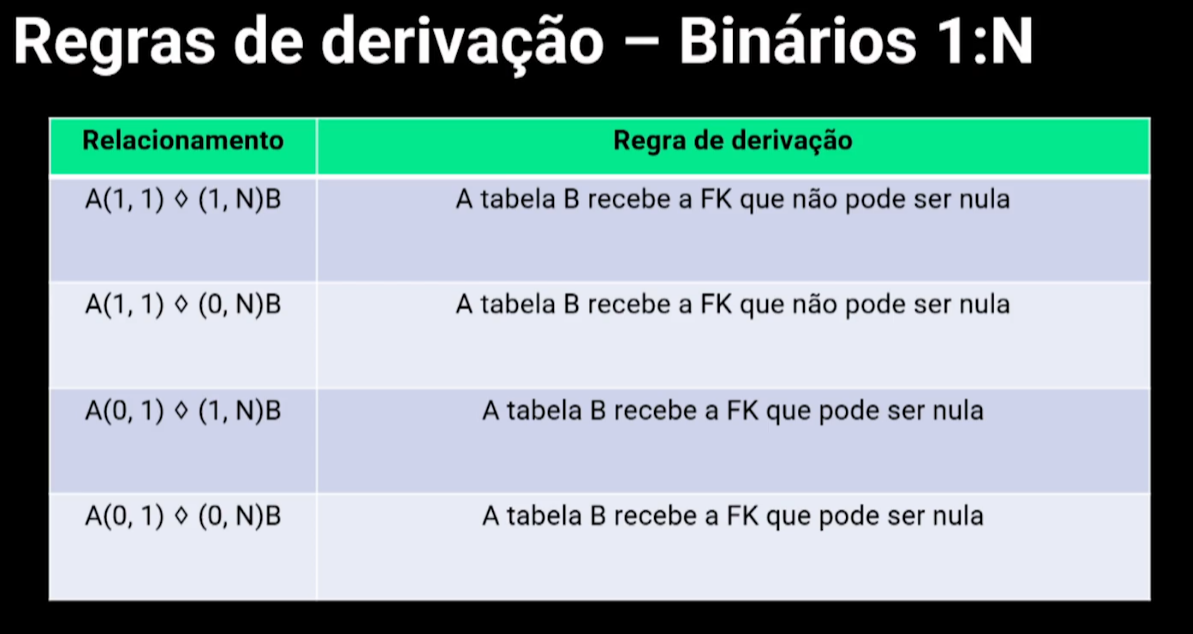 Regras de derivação – Binários 1:N
Relacionamento Regra de derivação
A(1, 1) ◊ (1, N)B A tabela B recebe a FK que não pode ser nula
A(1, 1) ◊ (0, N)B A tabela B recebe a FK que não pode ser nula
A(0, 1) ◊ (1, N)B A tabela B recebe a FK que pode ser nula
A(0, 1) ◊ (0, N)B A tabela B recebe a FK que pode ser nula